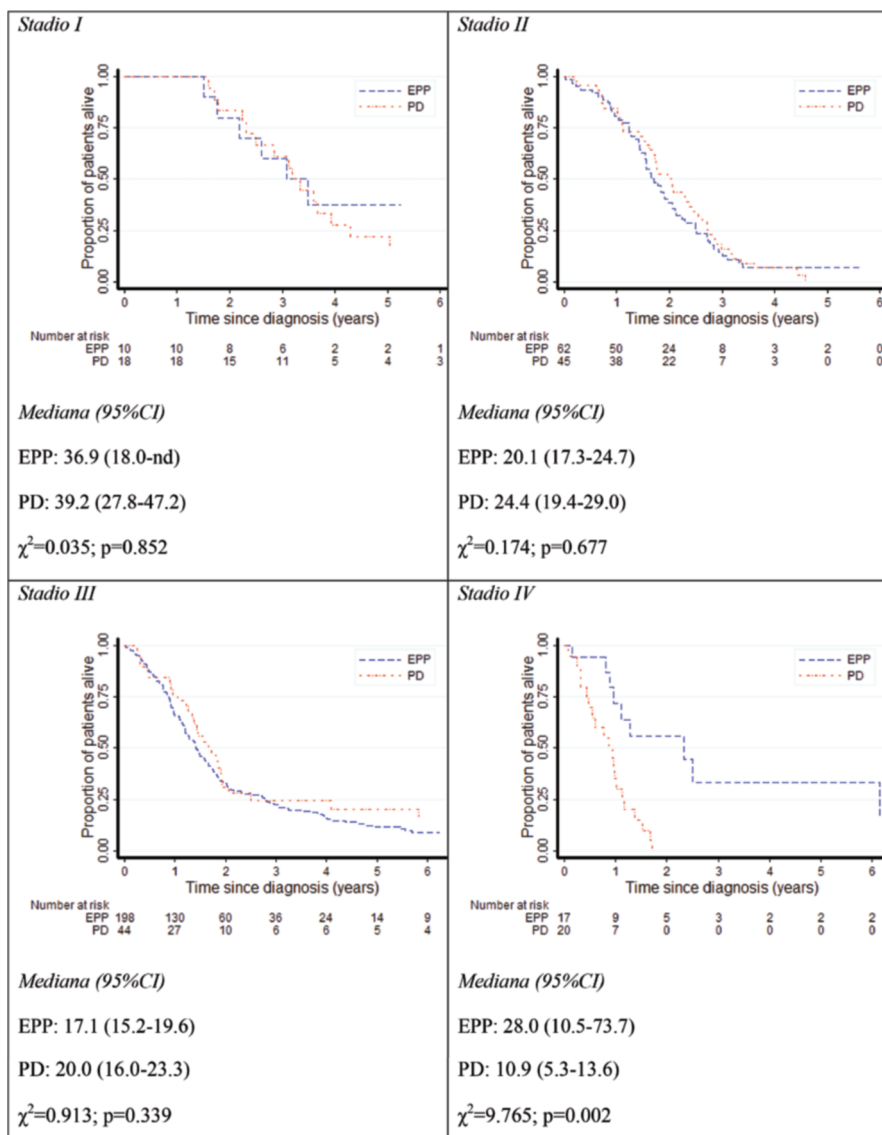 Stadio I
Proportion of patients alive
1.00
0.75
0.50
0.25
0.00
EPP
PD
0 1 2 3 4 5 6
Time since diagnosis (years)
Number at risk
EPP 10 10 8 6 2 2 1
PD 18 18 15 11 5 4 3
Mediana (95%CI)
EPP: 36.9 (18.0-nd)
PD: 39.2 (27.8-47.2)
χ²=0.035; p=0.852
Stadio II
Proportion of patients alive
1.00
0.75
0.50
0.25
0.00
EPP
PD
0 1 2 3 4 5 6
Time since diagnosis (years)
Number at risk
EPP 62 50 24 8 3 2 0
PD 45 38 22 7 3 0 0
Mediana (95%CI)
EPP: 20.1 (17.3-24.7)
PD: 24.4 (19.4-29.0)
χ²=0.174; p=0.677
Stadio III
Proportion of patients alive
1.00
0.75
0.50
0.25
0.00
EPP
PD
0 1 2 3 4 5 6
Time since diagnosis (years)
Number at risk
EPP 198 130 60 36 24 14 9
PD 44 27 10 6 6 5 4
Mediana (95%CI)
EPP: 17.1 (15.2-19.6)
PD: 20.0 (16.0-23.3)
χ²=0.913; p=0.339
Stadio IV
Proportion of patients alive
1.00
0.75
0.50
0.25
0.00
EPP
PD
0 1 2 3 4 5 6
Time since diagnosis (years)
Number at risk
EPP 17 9 5 3 2 2 2
PD 20 7 0 0 0 0 0
Mediana (95%CI)
EPP: 28.0 (10.5-73.7)
PD: 10.9 (5.3-13.6)
χ²=9.765; p=0.002